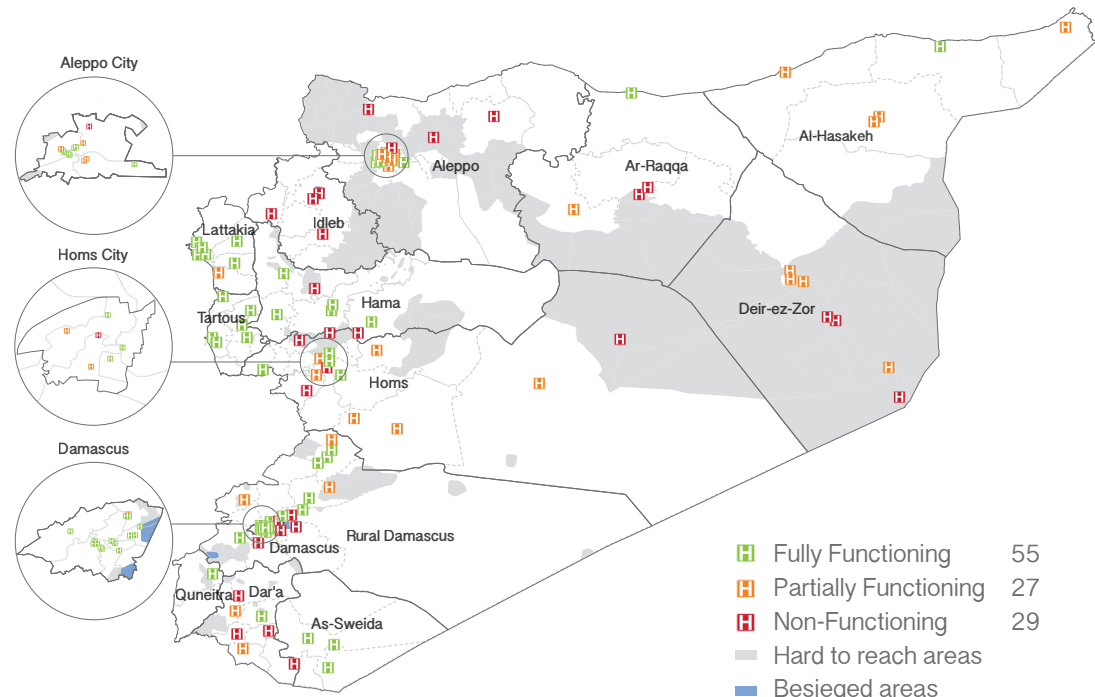 Aleppo City
Al-Hasakeh
Aleppo
Ar-Raqqa
Idleb
Lattakia
Homs City
Hama
Deir-ez-Zor
Tartous
Homs
Damascus
Rural Damascus
Damascus
Quneitra
Dar'a
As-Sweida
H Fully Functioning 55
H Partially Functioning 27
H Non-Functioning 29
Hard to reach areas
Besieged areas